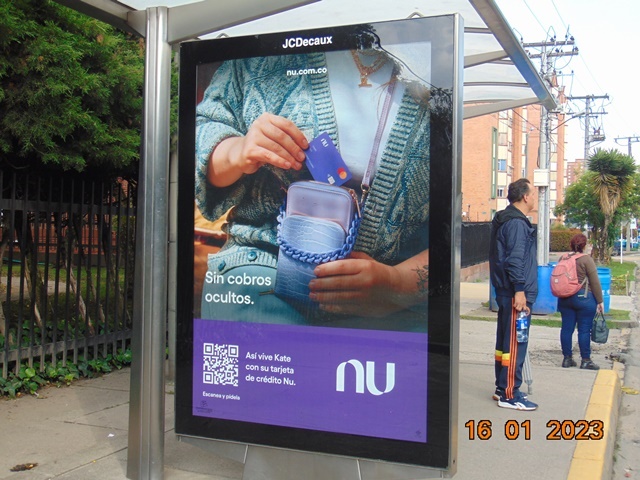 JCDecaux
nu.com.co
nu
Sin cobros
ocultos.
Así vive Kate
con su tarjeta
de crédito Nu.
Escanea y pídela
nu
16 01 2023